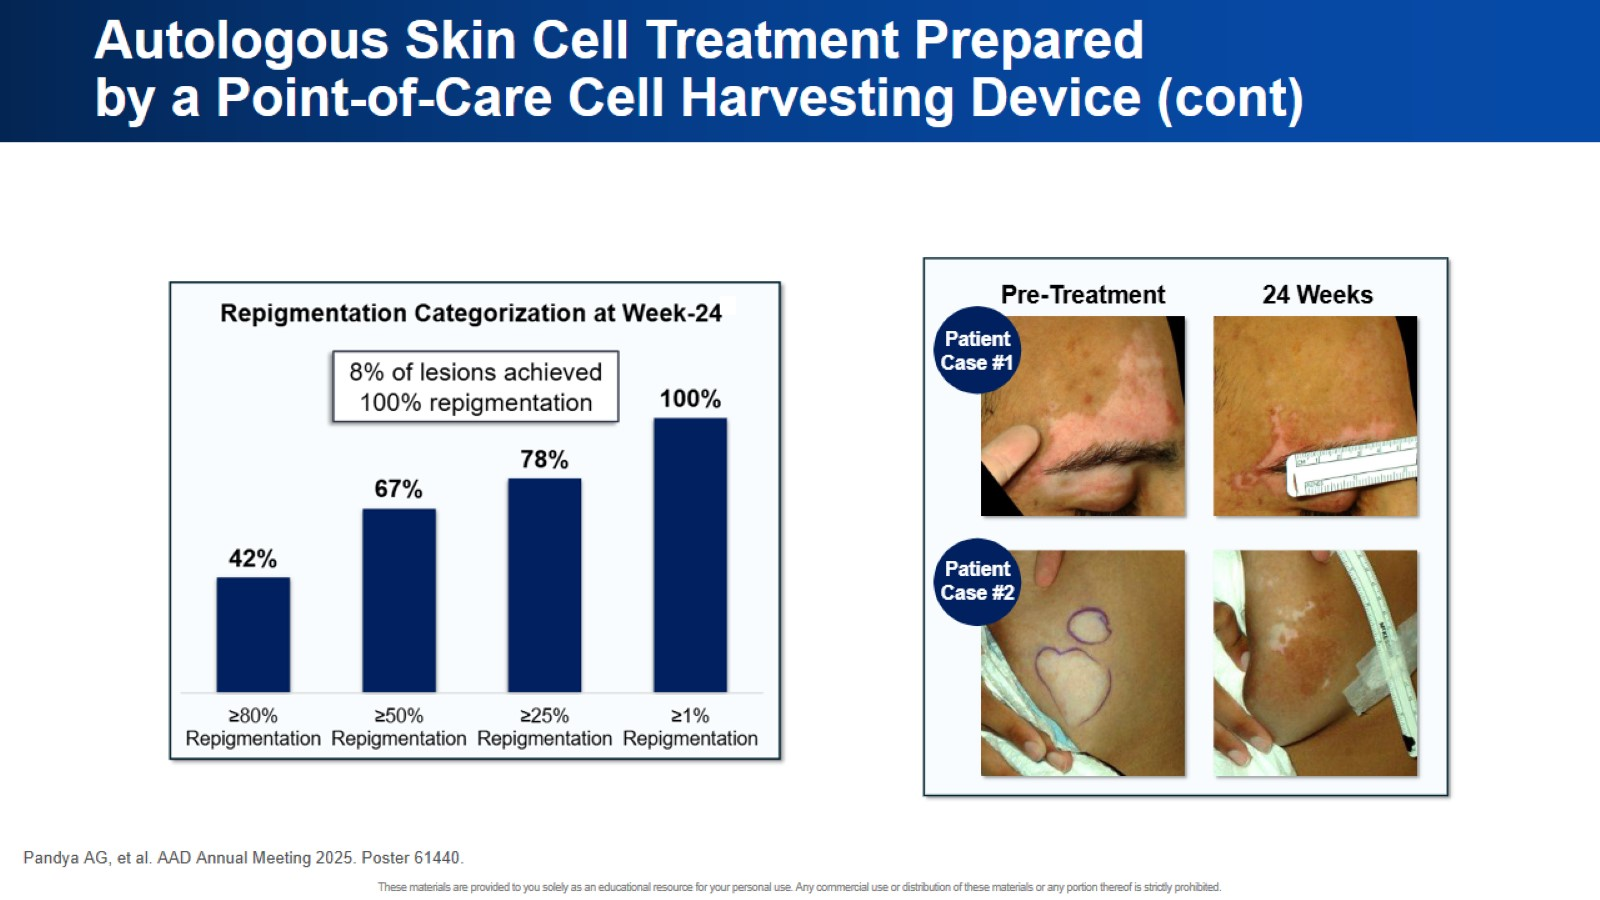 Autologous Skin Cell Treatment Prepared
by a Point-of-Care Cell Harvesting Device (cont)
Repigmentation Categorization at Week-24
8% of lesions achieved
100% repigmentation
42%
67%
78%
100%
≥80%
Repigmentation
≥50%
Repigmentation
≥25%
Repigmentation
≥1%
Repigmentation
Pre-Treatment
24 Weeks
Patient
Case #1
Patient
Case #2
Pandya AG, et al. AAD Annual Meeting 2025. Poster 61440.
These materials are provided to you solely as an educational resource for your personal use. Any commercial use or distribution of these materials or any portion thereof is strictly prohibited.